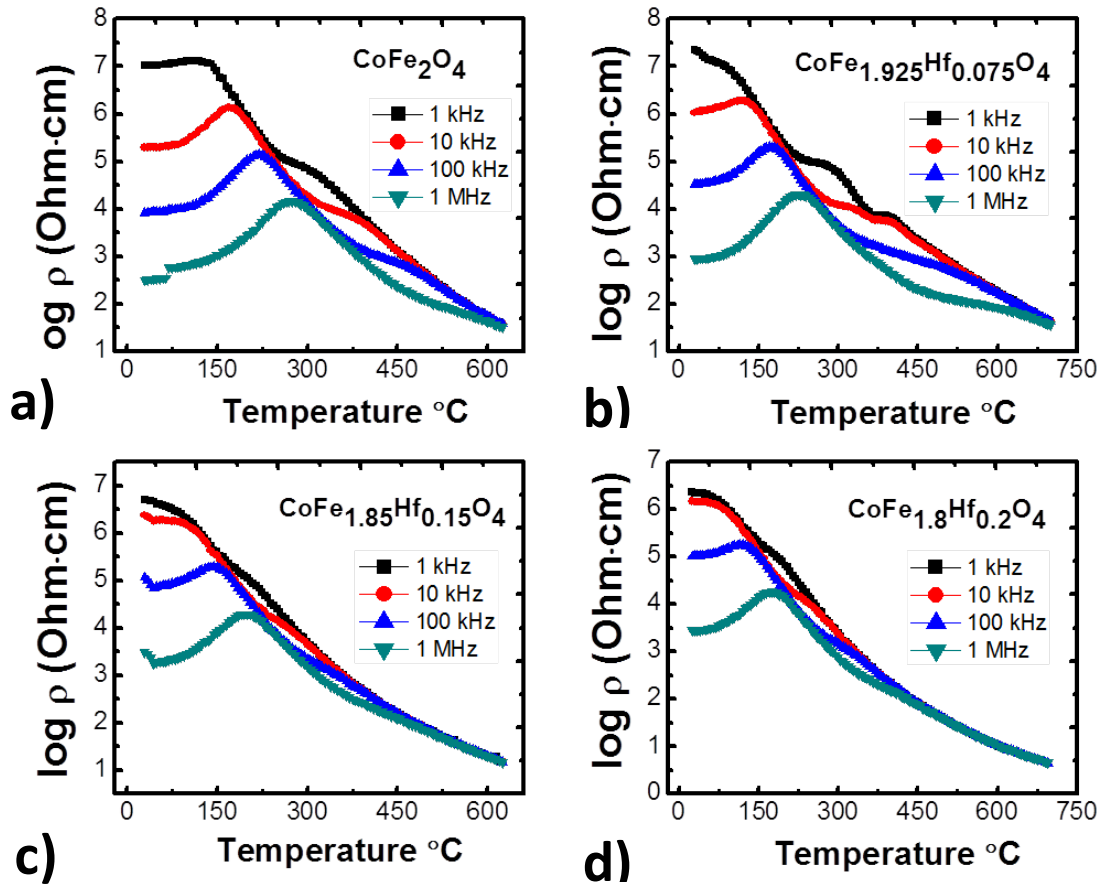 CoFe2O4
1 kHz
10 kHz
100 kHz
1 MHz
og ρ (Ohm·cm)
8
7
6
5
4
3
2
1
0 150 300 450 600
Temperature °C
a)
CoFe1.925Hf0.075O4
1 kHz
10 kHz
100 kHz
1 MHz
log ρ (Ohm·cm)
8
7
6
5
4
3
2
1
0 150 300 450 600 750
Temperature °C
b)
CoFe1.85Hf0.15O4
1 kHz
10 kHz
100 kHz
1 MHz
log ρ (Ohm·cm)
7
6
5
4
3
2
1
0 150 300 450 600
Temperature °C
c)
CoFe1.8Hf0.2O4
1 kHz
10 kHz
100 kHz
1 MHz
log ρ (Ohm·cm)
7
6
5
4
3
2
1
0
0 150 300 450 600 750
Temperature °C
d)